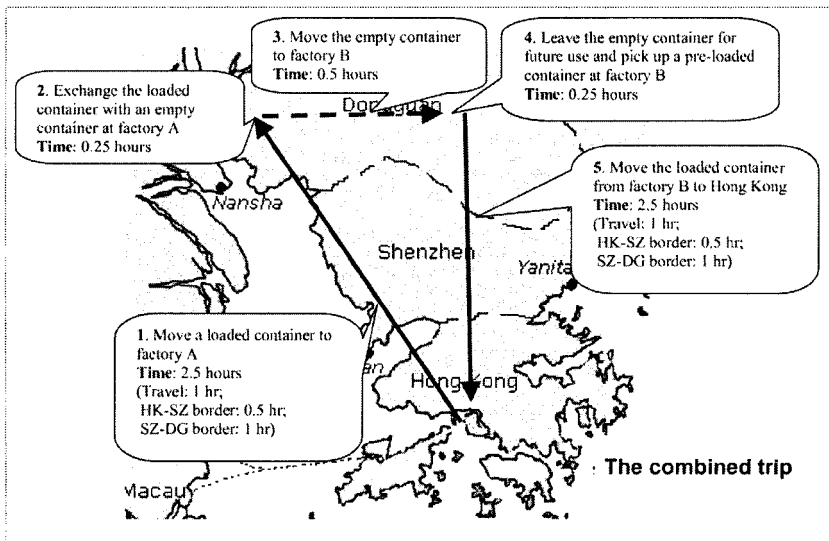 3. Move the empty container
to factory B
Time: 0.5 hours
4. Leave the empty container for
future use and pick up a pre-loaded
container at factory B
Time: 0.25 hours
2. Exchange the loaded
container with an empty
container at factory A
Time: 0.25 hours
Dongguan
5. Move the loaded container
from factory B to Hong Kong
Time: 2.5 hours
(Travel: 1 hr;
HK-SZ border: 0.5 hr;
SZ-DG border: 1 hr)
Nansha
Shenzhen
Yanita
1. Move a loaded container to
factory A
Time: 2.5 hours
(Travel: 1 hr;
HK-SZ border: 0.5 hr;
SZ-DG border: 1 hr)
an
Hong Kong
The combined trip
Macau